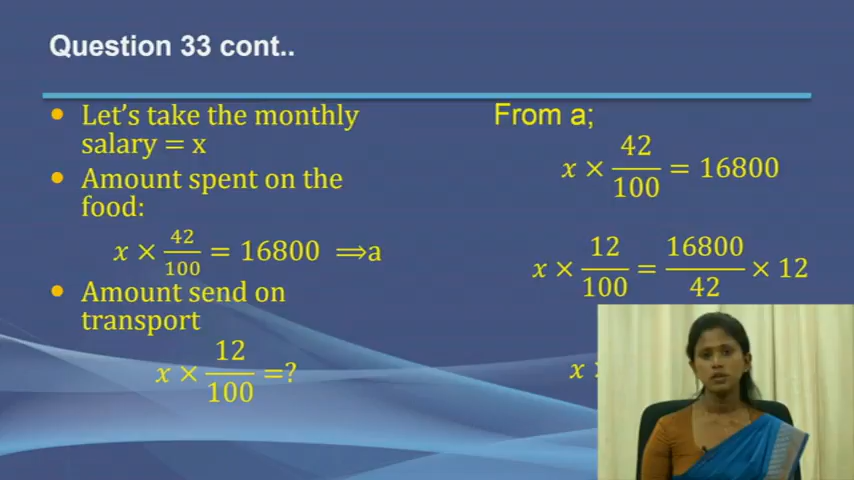 Question 33 cont..
• Let's take the monthly
salary = x
• Amount spent on the
food:
x × 42/100 = 16800 ⟹a
• Amount send on
transport
x × 12/100 =?
From a;
x × 42/100 = 16800
x × 12/100 = 16800/42 × 12
x